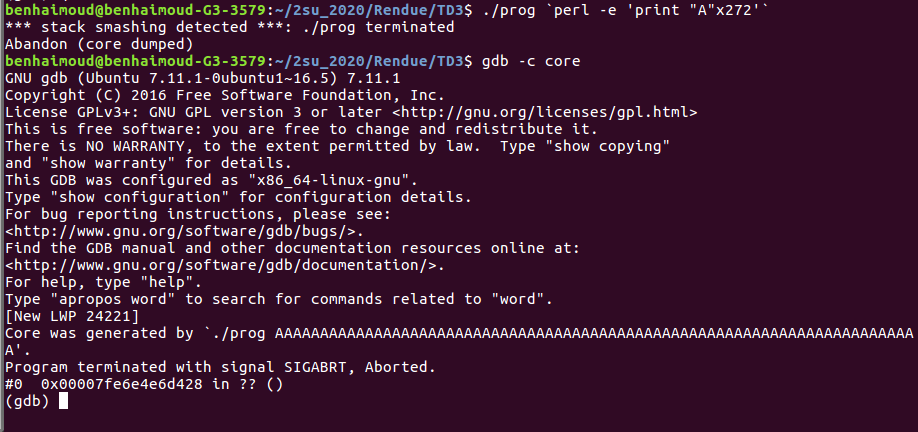 benhaimoud@benhaimoud-G3-3579:~/2su_2020/Rendue/TD3$ ./prog `perl -e 'print "A"x272'`
*** stack smashing detected ***: ./prog terminated
Abandon (core dumped)
benhaimoud@benhaimoud-G3-3579:~/2su_2020/Rendue/TD3$ gdb -c core
GNU gdb (Ubuntu 7.11.1-0ubuntu1~16.5) 7.11.1
Copyright (C) 2016 Free Software Foundation, Inc.
License GPLv3+: GNU GPL version 3 or later <http://gnu.org/licenses/gpl.html>
This is free software: you are free to change and redistribute it.
There is NO WARRANTY, to the extent permitted by law.  Type "show copying"
and "show warranty" for details.
This GDB was configured as "x86_64-linux-gnu".
Type "show configuration" for configuration details.
For bug reporting instructions, please see:
<http://www.gnu.org/software/gdb/bugs/>.
Find the GDB manual and other documentation resources online at:
<http://www.gnu.org/software/gdb/documentation/>.
For help, type "help".
Type "apropos word" to search for commands related to "word".
[New LWP 24221]
Core was generated by `./prog AAAAAAAAAAAAAAAAAAAAAAAAAAAAAAAAAAAAAAAAAAAAAAAAAAAAAAAAAAAAAAAAAAAAAAA
A'.
Program terminated with signal SIGABRT, Aborted.
#0  0x00007fe6e4e6d428 in ?? ()
(gdb)